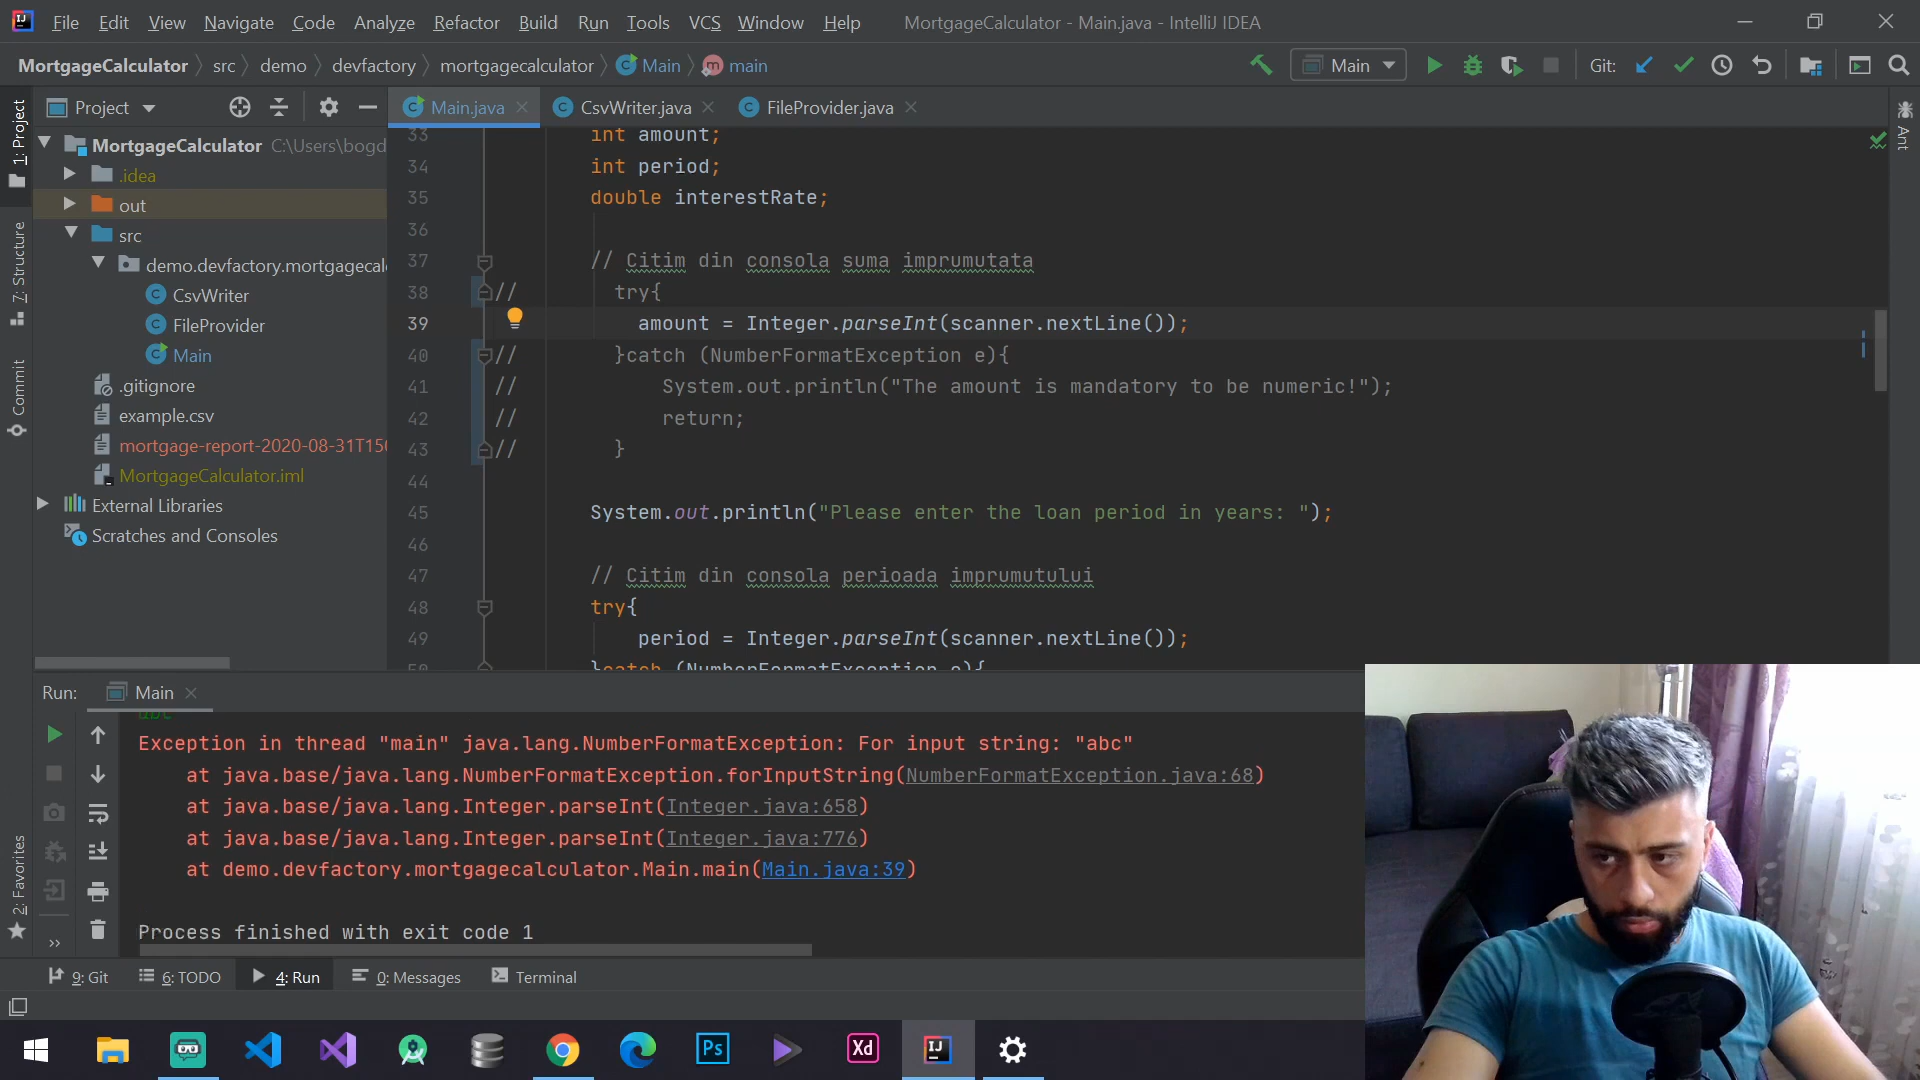 File Edit View Navigate Code Analyze Refactor Build Run Tools VCS Window Help MortgageCalculator - Main.java - IntelliJ IDEA
MortgageCalculator src demo devfactory mortgagecalculator Main main Main Git:
Project Main.java CsvWriter.java FileProvider.java
1: Project
7: Structure
Commit
2: Favorites
Ant
MortgageCalculator C:\Users\bogd
.idea
out
src
demo.devfactory.mortgagecal
CsvWriter
FileProvider
Main
.gitignore
example.csv
mortgage-report-2020-08-31T150
MortgageCalculator.iml
External Libraries
Scratches and Consoles
33 int amount;
34 int period;
35 double interestRate;
36
37 // Citim din consola suma imprumutata
38 // try{
39 amount = Integer.parseInt(scanner.nextLine());
40 // }catch (NumberFormatException e){
41 // System.out.println("The amount is mandatory to be numeric!");
42 // return;
43 // }
44
45 System.out.println("Please enter the loan period in years: ");
46
47 // Citim din consola perioada imprumutului
48 try{
49 period = Integer.parseInt(scanner.nextLine());
50 }catch (NumberFormatException e){
Run: Main
abc
Exception in thread "main" java.lang.NumberFormatException: For input string: "abc"
at java.base/java.lang.NumberFormatException.forInputString(NumberFormatException.java:68)
at java.base/java.lang.Integer.parseInt(Integer.java:658)
at java.base/java.lang.Integer.parseInt(Integer.java:776)
at demo.devfactory.mortgagecalculator.Main.main(Main.java:39)
Process finished with exit code 1
9: Git 6: TODO 4: Run 0: Messages Terminal
Ps Xd IJ